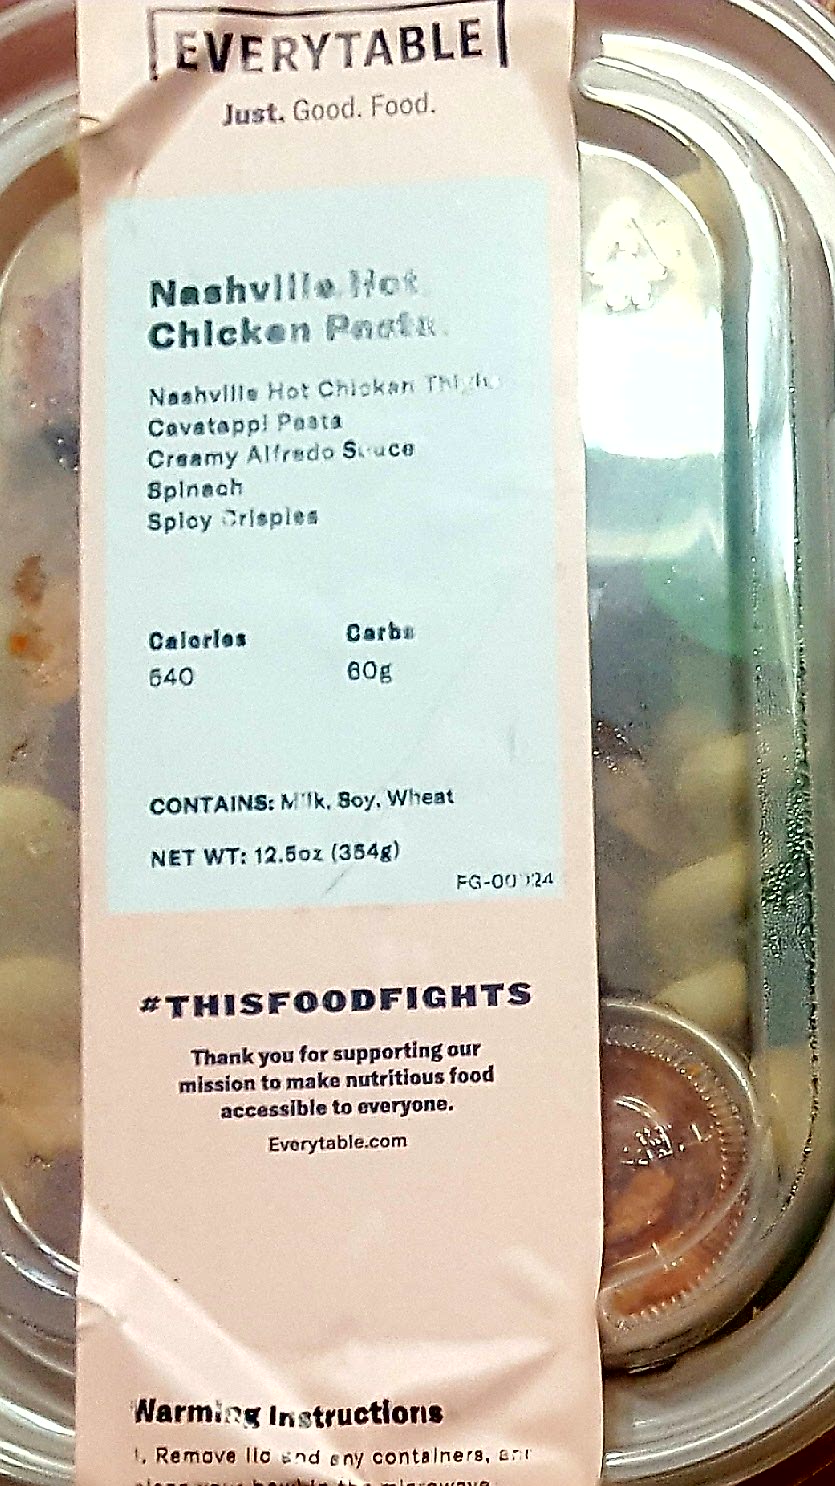 EVERYTABLE
Just. Good. Food.
Nashville Hot
Chicken Pasta
Nashville Hot Chicken Thigh
Cavatappi Pasta
Creamy Alfredo Sauce
Spinach
Spicy Crispies
Calories Carbs
640 60g
CONTAINS: Milk, Soy, Wheat
NET WT: 12.5oz (354g)
#THISFOODFIGHTS
Thank you for supporting our
mission to make nutritious food
accessible to everyone.
Everytable.com
Warming Instructions
1. Remove lid and any containers, and
microwave